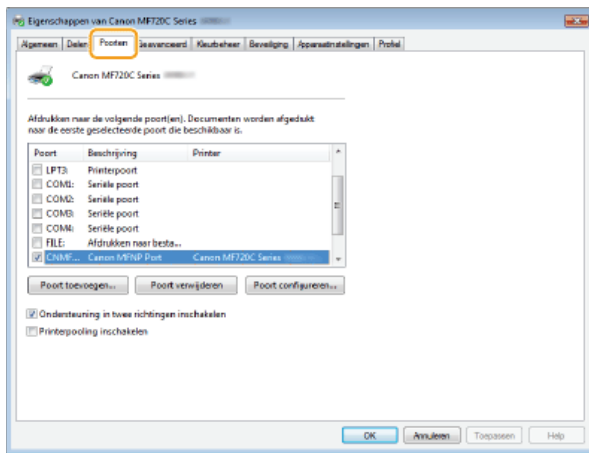 Eigenschappen van Canon MF720C Series
Algemeen Delen Poorten Geavanceerd Kleurbeheer Beveiliging Apparaatinstellingen Profiel
Canon MF720C Series
Afdrukken naar de volgende poort(en). Documenten worden afgedrukt
naar de eerste geselecteerde poort die beschikbaar is.
Poort Beschrijving Printer
LPT3: Printerpoort
COM1: Seriële poort
COM2: Seriële poort
COM3: Seriële poort
COM4: Seriële poort
FILE: Afdrukken naar besta...
CNMF... Canon MFNP Port Canon MF720C Series
Poort toevoegen... Poort verwijderen Poort configureren...
Ondersteuning in twee richtingen inschakelen
Printerpooling inschakelen
OK Annuleren Toepassen Help